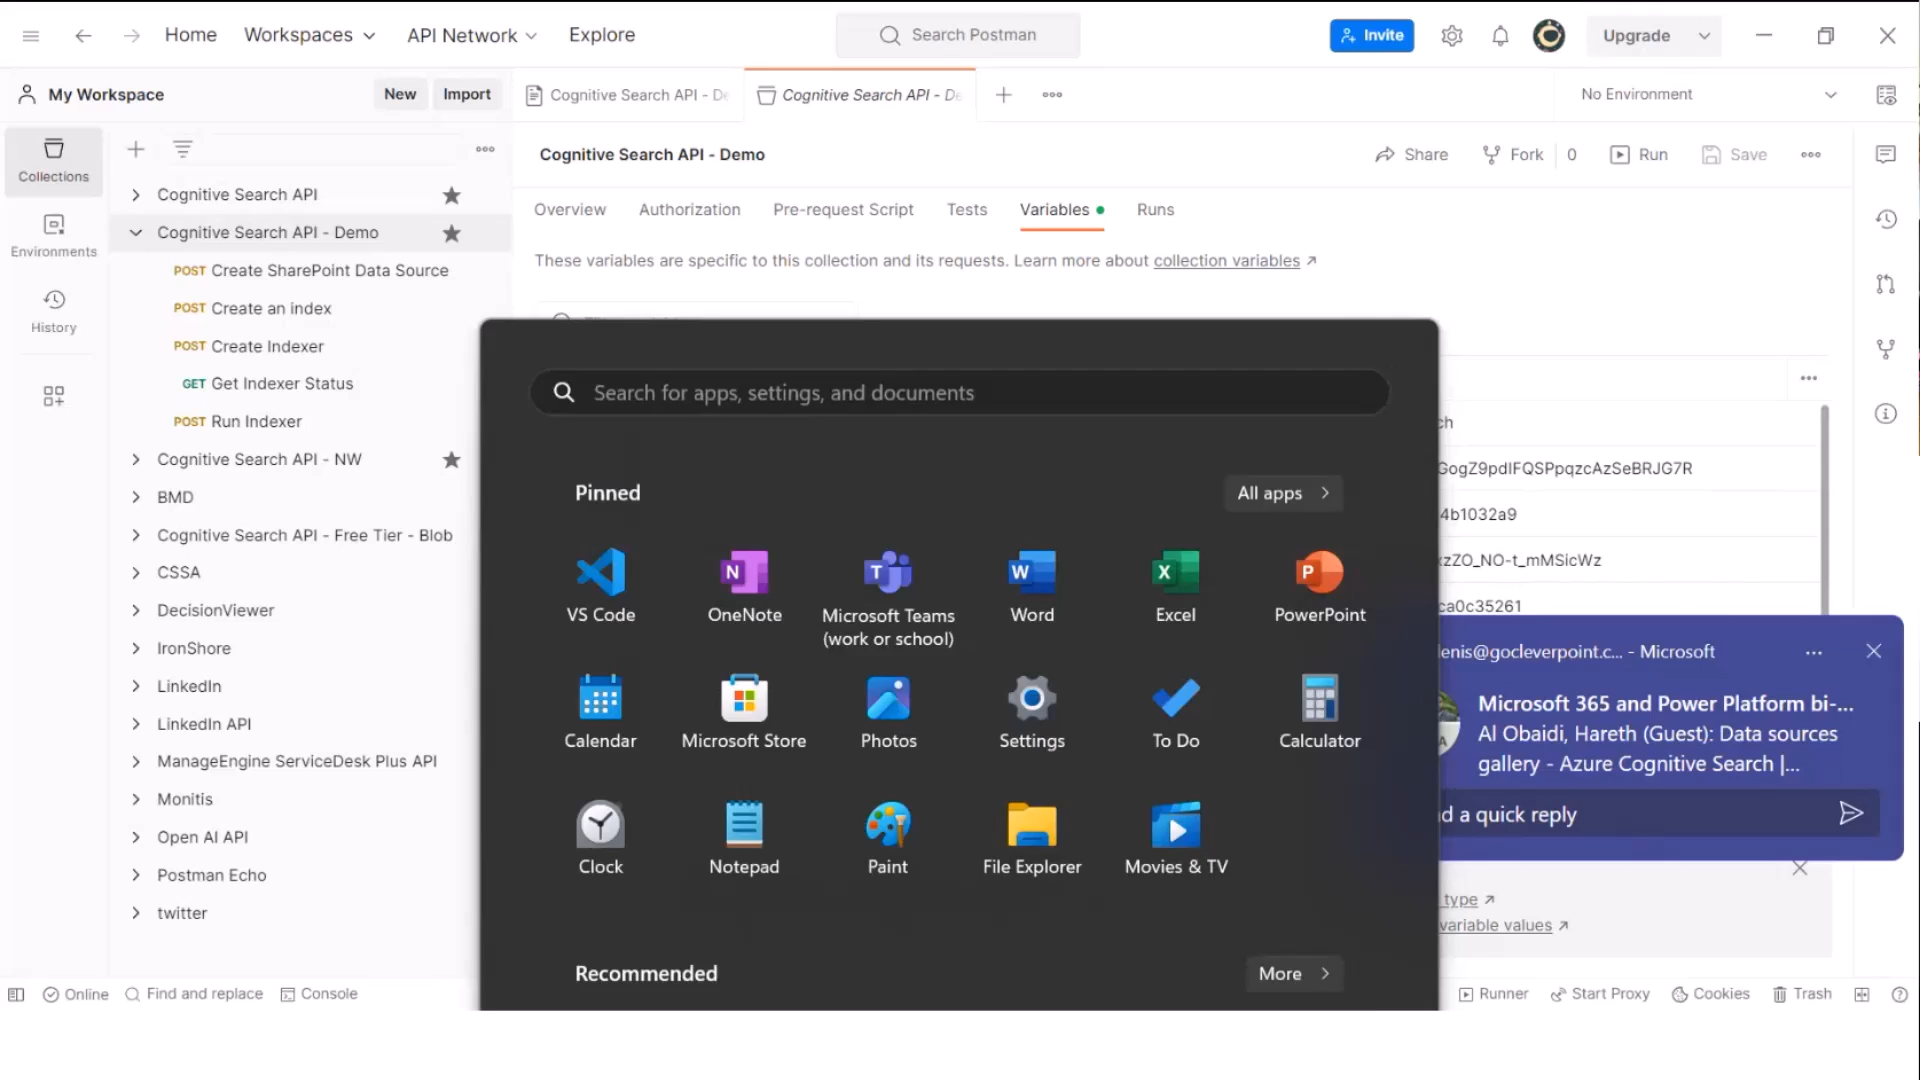 Home Workspaces API Network Explore Search Postman Invite Upgrade
My Workspace New Import Cognitive Search API - De Cognitive Search API - De No Environment
Collections
Environments
History
Cognitive Search API
Cognitive Search API - Demo
POST Create SharePoint Data Source
POST Create an index
POST Create Indexer
GET Get Indexer Status
POST Run Indexer
Cognitive Search API - NW
BMD
Cognitive Search API - Free Tier - Blob
CSSA
DecisionViewer
IronShore
LinkedIn
LinkedIn API
ManageEngine ServiceDesk Plus API
Monitis
Open AI API
Postman Echo
twitter
Cognitive Search API - Demo Share Fork 0 Run Save
Overview Authorization Pre-request Script Tests Variables Runs
These variables are specific to this collection and its requests. Learn more about collection variables ↗
Search for apps, settings, and documents
Pinned All apps
VS Code OneNote Microsoft Teams (work or school) Word Excel PowerPoint
Calendar Microsoft Store Photos Settings To Do Calculator
Clock Notepad Paint File Explorer Movies & TV
Recommended More
ch
GogZ9pdIFQSPpqzcAzSeBRJG7R
4b1032a9
xzZO_NO-t_mMSicWz
ca0c35261
enis@gocleverpoint.c... - Microsoft
Microsoft 365 and Power Platform bi-...
Al Obaidi, Hareth (Guest): Data sources
gallery - Azure Cognitive Search |...
d a quick reply
type ↗
variable values ↗
Online Find and replace Console Runner Start Proxy Cookies Trash